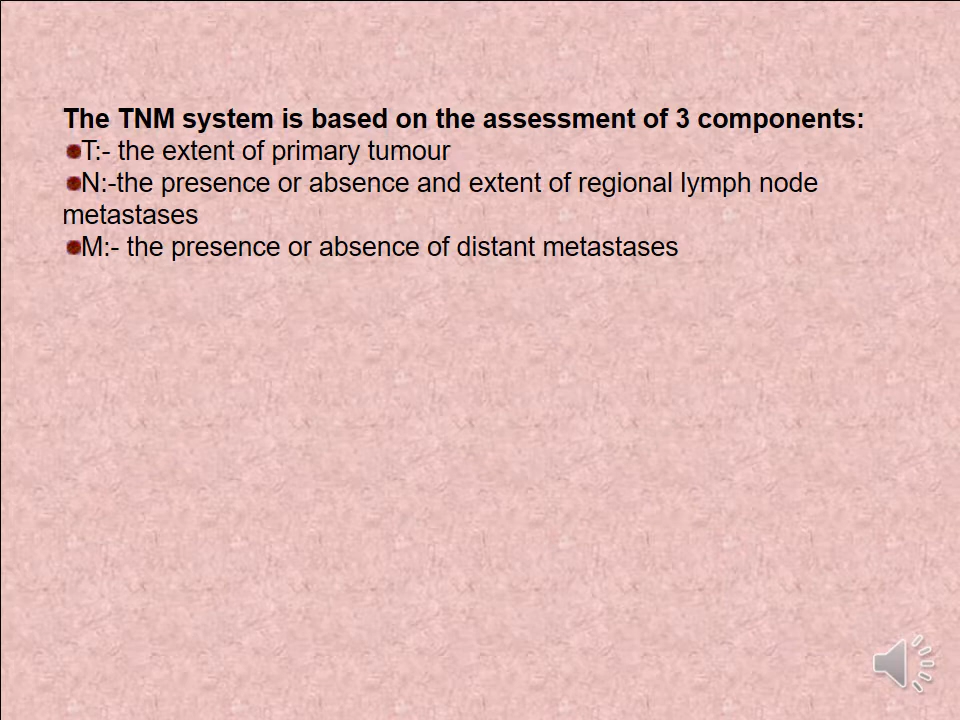 The TNM system is based on the assessment of 3 components:
T:- the extent of primary tumour
N:-the presence or absence and extent of regional lymph node
metastases
M:- the presence or absence of distant metastases